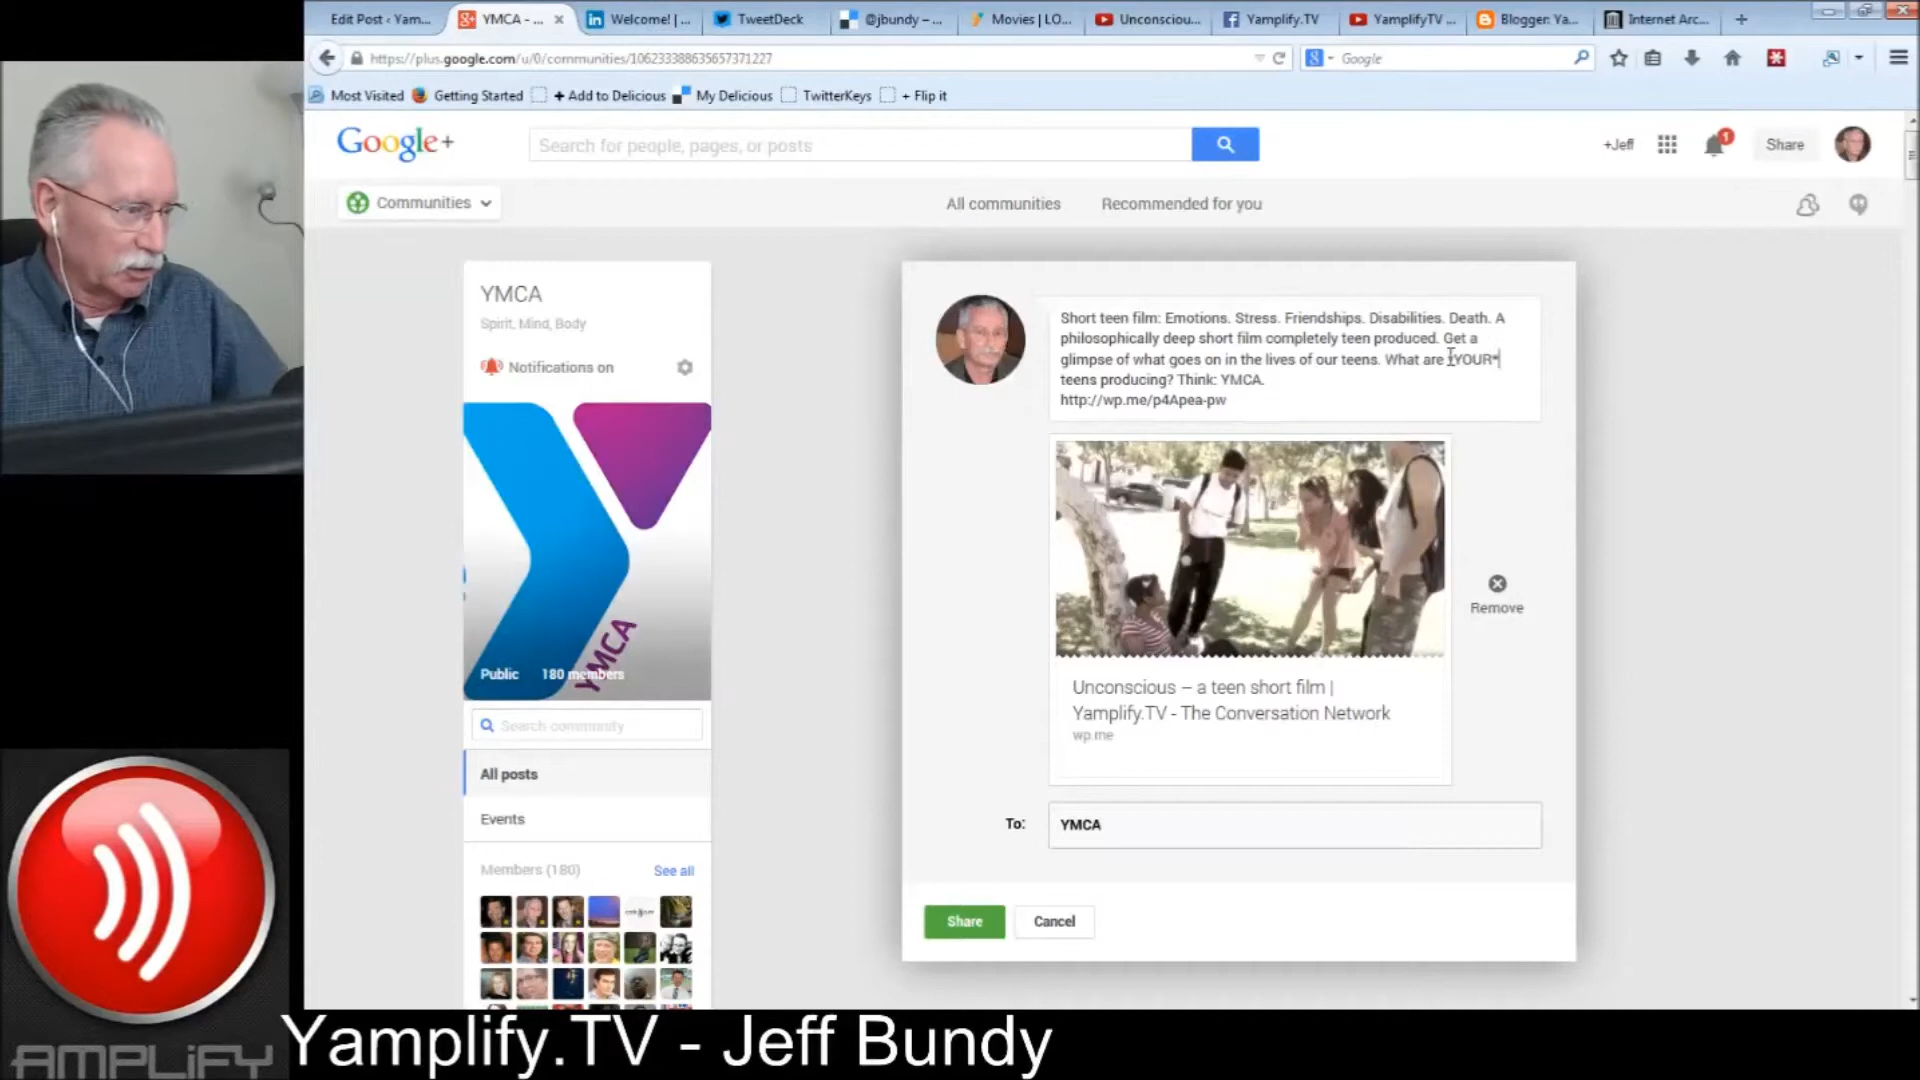 Edit Post ‹ Yam...
YMCA - ...
Welcome! | ...
TweetDeck
@jbundy – ...
Movies | LO...
Unconsciou...
Yamplify.TV
YamplifyTV ...
Blogger: Ya...
Internet Arc...
https://plus.google.com/u/0/communities/106233388635657371227
Google
Most Visited
Getting Started
+ Add to Delicious
My Delicious
TwitterKeys
+ Flip it
Google+
Search for people, pages, or posts
+Jeff
1
Share
Communities
All communities
Recommended for you
YMCA
Spirit, Mind, Body
Notifications on
YMCA
Public
180 members
Search community
All posts
Events
Members (180)
See all
Short teen film: Emotions. Stress. Friendships. Disabilities. Death. A
philosophically deep short film completely teen produced. Get a
glimpse of what goes on in the lives of our teens. What are *YOUR*
teens producing? Think: YMCA.
http://wp.me/p4Apea-pw
Remove
Unconscious – a teen short film |
Yamplify.TV - The Conversation Network
wp.me
To:
YMCA
Share
Cancel
AMPLiFY
Yamplify.TV - Jeff Bundy